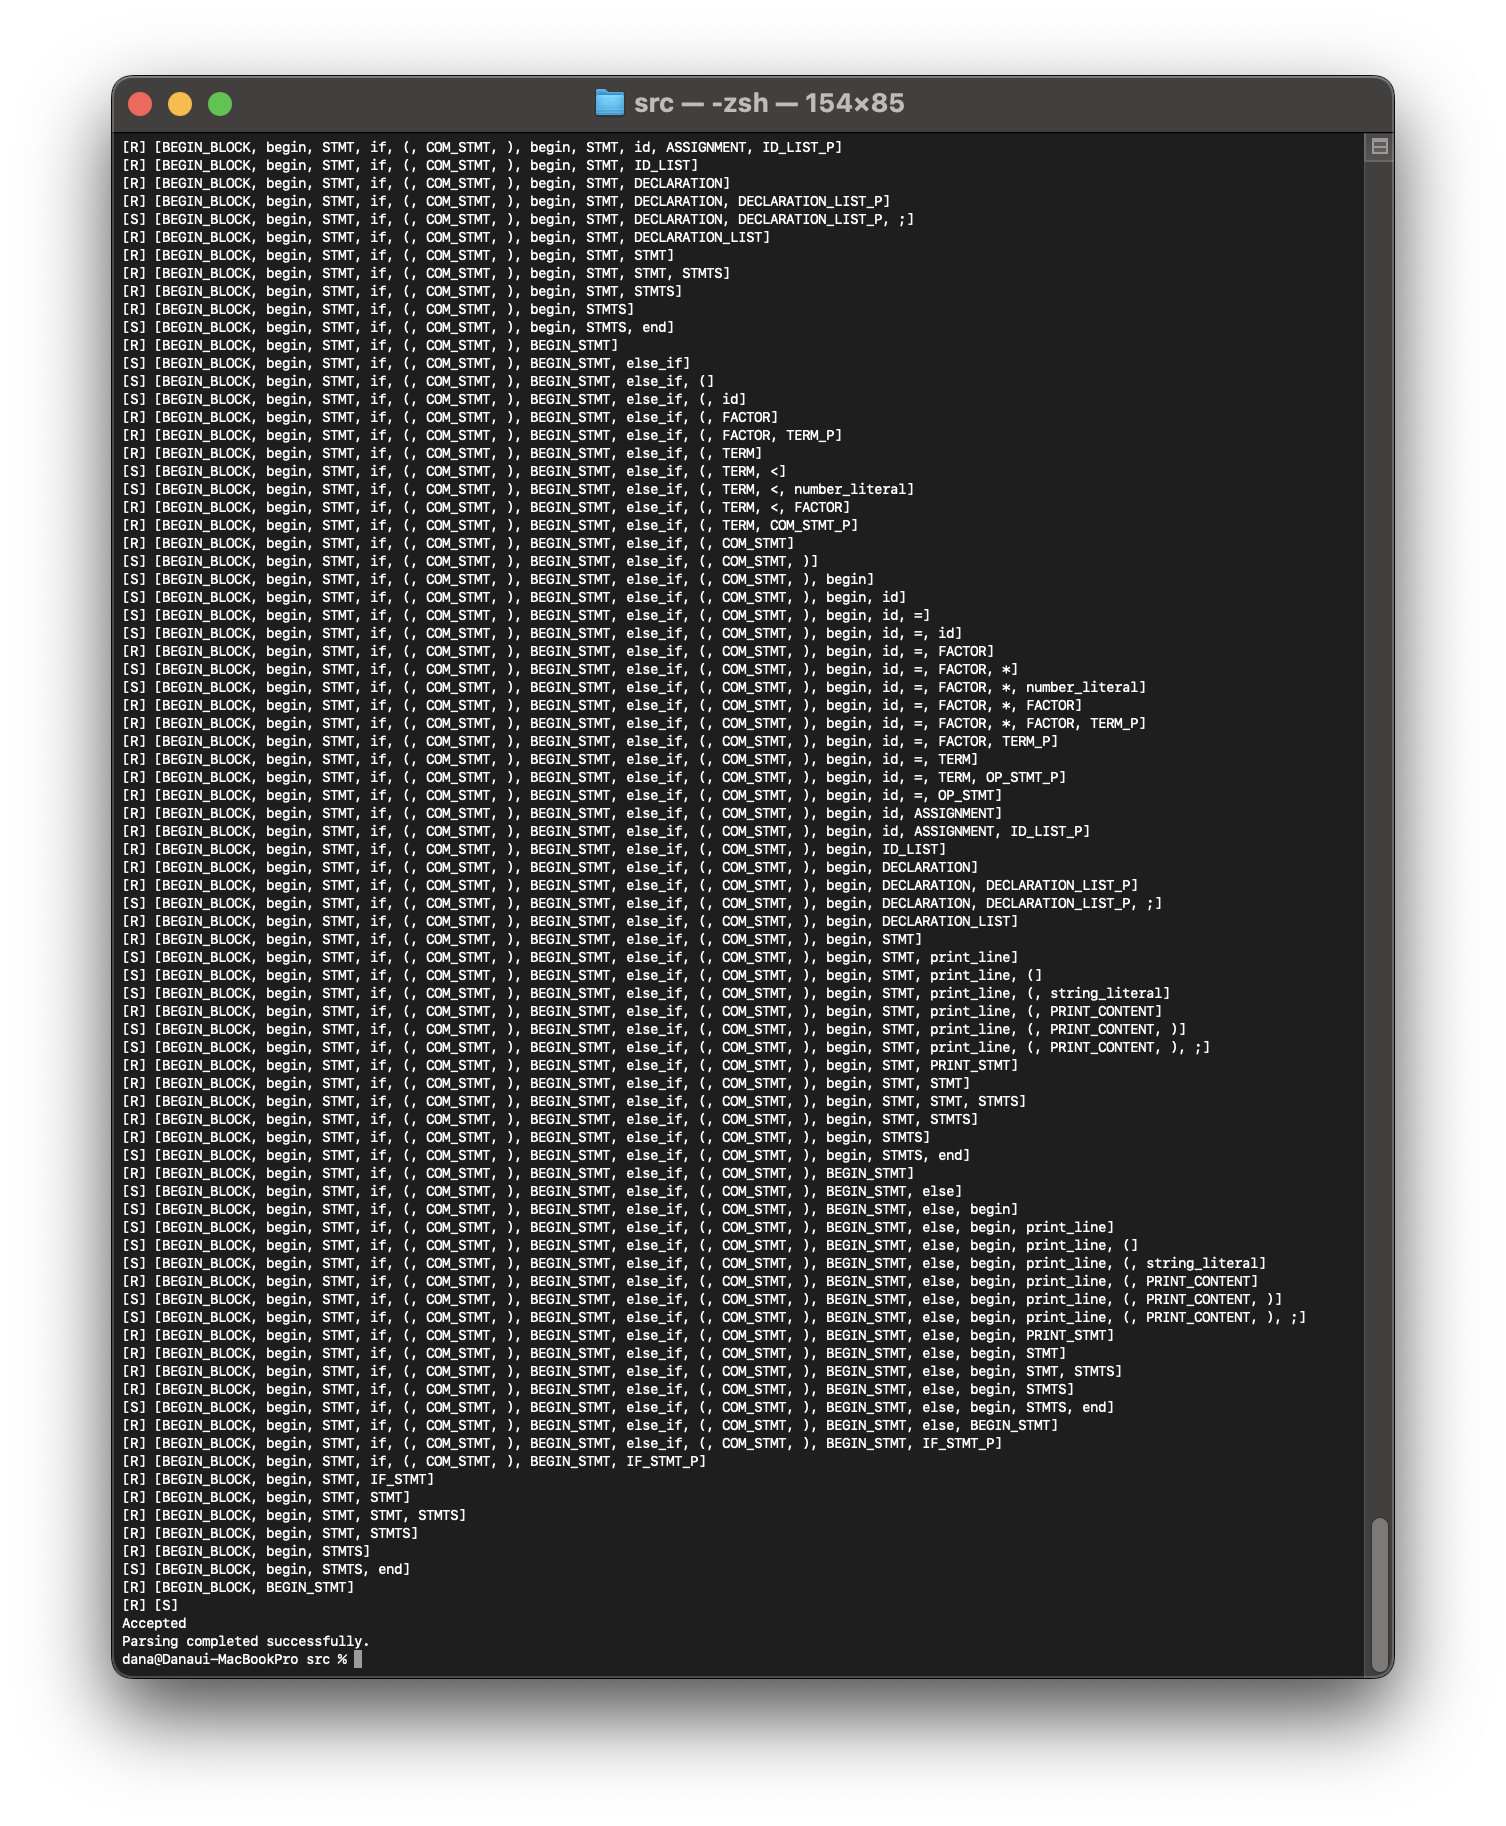 src — -zsh — 154×85
[R] [BEGIN_BLOCK, begin, STMT, if, (, COM_STMT, ), begin, STMT, id, ASSIGNMENT, ID_LIST_P]
[R] [BEGIN_BLOCK, begin, STMT, if, (, COM_STMT, ), begin, STMT, ID_LIST]
[R] [BEGIN_BLOCK, begin, STMT, if, (, COM_STMT, ), begin, STMT, DECLARATION]
[R] [BEGIN_BLOCK, begin, STMT, if, (, COM_STMT, ), begin, STMT, DECLARATION, DECLARATION_LIST_P]
[S] [BEGIN_BLOCK, begin, STMT, if, (, COM_STMT, ), begin, STMT, DECLARATION, DECLARATION_LIST_P, ;]
[R] [BEGIN_BLOCK, begin, STMT, if, (, COM_STMT, ), begin, STMT, DECLARATION_LIST]
[R] [BEGIN_BLOCK, begin, STMT, if, (, COM_STMT, ), begin, STMT, STMT]
[R] [BEGIN_BLOCK, begin, STMT, if, (, COM_STMT, ), begin, STMT, STMT, STMTS]
[R] [BEGIN_BLOCK, begin, STMT, if, (, COM_STMT, ), begin, STMT, STMTS]
[R] [BEGIN_BLOCK, begin, STMT, if, (, COM_STMT, ), begin, STMTS]
[S] [BEGIN_BLOCK, begin, STMT, if, (, COM_STMT, ), begin, STMTS, end]
[R] [BEGIN_BLOCK, begin, STMT, if, (, COM_STMT, ), BEGIN_STMT]
[S] [BEGIN_BLOCK, begin, STMT, if, (, COM_STMT, ), BEGIN_STMT, else_if]
[S] [BEGIN_BLOCK, begin, STMT, if, (, COM_STMT, ), BEGIN_STMT, else_if, (]
[S] [BEGIN_BLOCK, begin, STMT, if, (, COM_STMT, ), BEGIN_STMT, else_if, (, id]
[R] [BEGIN_BLOCK, begin, STMT, if, (, COM_STMT, ), BEGIN_STMT, else_if, (, FACTOR]
[R] [BEGIN_BLOCK, begin, STMT, if, (, COM_STMT, ), BEGIN_STMT, else_if, (, FACTOR, TERM_P]
[R] [BEGIN_BLOCK, begin, STMT, if, (, COM_STMT, ), BEGIN_STMT, else_if, (, TERM]
[S] [BEGIN_BLOCK, begin, STMT, if, (, COM_STMT, ), BEGIN_STMT, else_if, (, TERM, <]
[S] [BEGIN_BLOCK, begin, STMT, if, (, COM_STMT, ), BEGIN_STMT, else_if, (, TERM, <, number_literal]
[R] [BEGIN_BLOCK, begin, STMT, if, (, COM_STMT, ), BEGIN_STMT, else_if, (, TERM, <, FACTOR]
[R] [BEGIN_BLOCK, begin, STMT, if, (, COM_STMT, ), BEGIN_STMT, else_if, (, TERM, COM_STMT_P]
[R] [BEGIN_BLOCK, begin, STMT, if, (, COM_STMT, ), BEGIN_STMT, else_if, (, COM_STMT]
[S] [BEGIN_BLOCK, begin, STMT, if, (, COM_STMT, ), BEGIN_STMT, else_if, (, COM_STMT, )]
[S] [BEGIN_BLOCK, begin, STMT, if, (, COM_STMT, ), BEGIN_STMT, else_if, (, COM_STMT, ), begin]
[S] [BEGIN_BLOCK, begin, STMT, if, (, COM_STMT, ), BEGIN_STMT, else_if, (, COM_STMT, ), begin, id]
[S] [BEGIN_BLOCK, begin, STMT, if, (, COM_STMT, ), BEGIN_STMT, else_if, (, COM_STMT, ), begin, id, =]
[S] [BEGIN_BLOCK, begin, STMT, if, (, COM_STMT, ), BEGIN_STMT, else_if, (, COM_STMT, ), begin, id, =, id]
[R] [BEGIN_BLOCK, begin, STMT, if, (, COM_STMT, ), BEGIN_STMT, else_if, (, COM_STMT, ), begin, id, =, FACTOR]
[S] [BEGIN_BLOCK, begin, STMT, if, (, COM_STMT, ), BEGIN_STMT, else_if, (, COM_STMT, ), begin, id, =, FACTOR, *]
[S] [BEGIN_BLOCK, begin, STMT, if, (, COM_STMT, ), BEGIN_STMT, else_if, (, COM_STMT, ), begin, id, =, FACTOR, *, number_literal]
[R] [BEGIN_BLOCK, begin, STMT, if, (, COM_STMT, ), BEGIN_STMT, else_if, (, COM_STMT, ), begin, id, =, FACTOR, *, FACTOR]
[R] [BEGIN_BLOCK, begin, STMT, if, (, COM_STMT, ), BEGIN_STMT, else_if, (, COM_STMT, ), begin, id, =, FACTOR, *, FACTOR, TERM_P]
[R] [BEGIN_BLOCK, begin, STMT, if, (, COM_STMT, ), BEGIN_STMT, else_if, (, COM_STMT, ), begin, id, =, FACTOR, TERM_P]
[R] [BEGIN_BLOCK, begin, STMT, if, (, COM_STMT, ), BEGIN_STMT, else_if, (, COM_STMT, ), begin, id, =, TERM]
[R] [BEGIN_BLOCK, begin, STMT, if, (, COM_STMT, ), BEGIN_STMT, else_if, (, COM_STMT, ), begin, id, =, TERM, OP_STMT_P]
[R] [BEGIN_BLOCK, begin, STMT, if, (, COM_STMT, ), BEGIN_STMT, else_if, (, COM_STMT, ), begin, id, =, OP_STMT]
[R] [BEGIN_BLOCK, begin, STMT, if, (, COM_STMT, ), BEGIN_STMT, else_if, (, COM_STMT, ), begin, id, ASSIGNMENT]
[R] [BEGIN_BLOCK, begin, STMT, if, (, COM_STMT, ), BEGIN_STMT, else_if, (, COM_STMT, ), begin, id, ASSIGNMENT, ID_LIST_P]
[R] [BEGIN_BLOCK, begin, STMT, if, (, COM_STMT, ), BEGIN_STMT, else_if, (, COM_STMT, ), begin, ID_LIST]
[R] [BEGIN_BLOCK, begin, STMT, if, (, COM_STMT, ), BEGIN_STMT, else_if, (, COM_STMT, ), begin, DECLARATION]
[R] [BEGIN_BLOCK, begin, STMT, if, (, COM_STMT, ), BEGIN_STMT, else_if, (, COM_STMT, ), begin, DECLARATION, DECLARATION_LIST_P]
[S] [BEGIN_BLOCK, begin, STMT, if, (, COM_STMT, ), BEGIN_STMT, else_if, (, COM_STMT, ), begin, DECLARATION, DECLARATION_LIST_P, ;]
[R] [BEGIN_BLOCK, begin, STMT, if, (, COM_STMT, ), BEGIN_STMT, else_if, (, COM_STMT, ), begin, DECLARATION_LIST]
[R] [BEGIN_BLOCK, begin, STMT, if, (, COM_STMT, ), BEGIN_STMT, else_if, (, COM_STMT, ), begin, STMT]
[S] [BEGIN_BLOCK, begin, STMT, if, (, COM_STMT, ), BEGIN_STMT, else_if, (, COM_STMT, ), begin, STMT, print_line]
[S] [BEGIN_BLOCK, begin, STMT, if, (, COM_STMT, ), BEGIN_STMT, else_if, (, COM_STMT, ), begin, STMT, print_line, (]
[S] [BEGIN_BLOCK, begin, STMT, if, (, COM_STMT, ), BEGIN_STMT, else_if, (, COM_STMT, ), begin, STMT, print_line, (, string_literal]
[R] [BEGIN_BLOCK, begin, STMT, if, (, COM_STMT, ), BEGIN_STMT, else_if, (, COM_STMT, ), begin, STMT, print_line, (, PRINT_CONTENT]
[S] [BEGIN_BLOCK, begin, STMT, if, (, COM_STMT, ), BEGIN_STMT, else_if, (, COM_STMT, ), begin, STMT, print_line, (, PRINT_CONTENT, )]
[S] [BEGIN_BLOCK, begin, STMT, if, (, COM_STMT, ), BEGIN_STMT, else_if, (, COM_STMT, ), begin, STMT, print_line, (, PRINT_CONTENT, ), ;]
[R] [BEGIN_BLOCK, begin, STMT, if, (, COM_STMT, ), BEGIN_STMT, else_if, (, COM_STMT, ), begin, STMT, PRINT_STMT]
[R] [BEGIN_BLOCK, begin, STMT, if, (, COM_STMT, ), BEGIN_STMT, else_if, (, COM_STMT, ), begin, STMT, STMT]
[R] [BEGIN_BLOCK, begin, STMT, if, (, COM_STMT, ), BEGIN_STMT, else_if, (, COM_STMT, ), begin, STMT, STMT, STMTS]
[R] [BEGIN_BLOCK, begin, STMT, if, (, COM_STMT, ), BEGIN_STMT, else_if, (, COM_STMT, ), begin, STMT, STMTS]
[R] [BEGIN_BLOCK, begin, STMT, if, (, COM_STMT, ), BEGIN_STMT, else_if, (, COM_STMT, ), begin, STMTS]
[S] [BEGIN_BLOCK, begin, STMT, if, (, COM_STMT, ), BEGIN_STMT, else_if, (, COM_STMT, ), begin, STMTS, end]
[R] [BEGIN_BLOCK, begin, STMT, if, (, COM_STMT, ), BEGIN_STMT, else_if, (, COM_STMT, ), BEGIN_STMT]
[S] [BEGIN_BLOCK, begin, STMT, if, (, COM_STMT, ), BEGIN_STMT, else_if, (, COM_STMT, ), BEGIN_STMT, else]
[S] [BEGIN_BLOCK, begin, STMT, if, (, COM_STMT, ), BEGIN_STMT, else_if, (, COM_STMT, ), BEGIN_STMT, else, begin]
[S] [BEGIN_BLOCK, begin, STMT, if, (, COM_STMT, ), BEGIN_STMT, else_if, (, COM_STMT, ), BEGIN_STMT, else, begin, print_line]
[S] [BEGIN_BLOCK, begin, STMT, if, (, COM_STMT, ), BEGIN_STMT, else_if, (, COM_STMT, ), BEGIN_STMT, else, begin, print_line, (]
[S] [BEGIN_BLOCK, begin, STMT, if, (, COM_STMT, ), BEGIN_STMT, else_if, (, COM_STMT, ), BEGIN_STMT, else, begin, print_line, (, string_literal]
[R] [BEGIN_BLOCK, begin, STMT, if, (, COM_STMT, ), BEGIN_STMT, else_if, (, COM_STMT, ), BEGIN_STMT, else, begin, print_line, (, PRINT_CONTENT]
[S] [BEGIN_BLOCK, begin, STMT, if, (, COM_STMT, ), BEGIN_STMT, else_if, (, COM_STMT, ), BEGIN_STMT, else, begin, print_line, (, PRINT_CONTENT, )]
[S] [BEGIN_BLOCK, begin, STMT, if, (, COM_STMT, ), BEGIN_STMT, else_if, (, COM_STMT, ), BEGIN_STMT, else, begin, print_line, (, PRINT_CONTENT, ), ;]
[R] [BEGIN_BLOCK, begin, STMT, if, (, COM_STMT, ), BEGIN_STMT, else_if, (, COM_STMT, ), BEGIN_STMT, else, begin, PRINT_STMT]
[R] [BEGIN_BLOCK, begin, STMT, if, (, COM_STMT, ), BEGIN_STMT, else_if, (, COM_STMT, ), BEGIN_STMT, else, begin, STMT]
[R] [BEGIN_BLOCK, begin, STMT, if, (, COM_STMT, ), BEGIN_STMT, else_if, (, COM_STMT, ), BEGIN_STMT, else, begin, STMT, STMTS]
[R] [BEGIN_BLOCK, begin, STMT, if, (, COM_STMT, ), BEGIN_STMT, else_if, (, COM_STMT, ), BEGIN_STMT, else, begin, STMTS]
[S] [BEGIN_BLOCK, begin, STMT, if, (, COM_STMT, ), BEGIN_STMT, else_if, (, COM_STMT, ), BEGIN_STMT, else, begin, STMTS, end]
[R] [BEGIN_BLOCK, begin, STMT, if, (, COM_STMT, ), BEGIN_STMT, else_if, (, COM_STMT, ), BEGIN_STMT, else, BEGIN_STMT]
[R] [BEGIN_BLOCK, begin, STMT, if, (, COM_STMT, ), BEGIN_STMT, else_if, (, COM_STMT, ), BEGIN_STMT, IF_STMT_P]
[R] [BEGIN_BLOCK, begin, STMT, if, (, COM_STMT, ), BEGIN_STMT, IF_STMT_P]
[R] [BEGIN_BLOCK, begin, STMT, IF_STMT]
[R] [BEGIN_BLOCK, begin, STMT, STMT]
[R] [BEGIN_BLOCK, begin, STMT, STMT, STMTS]
[R] [BEGIN_BLOCK, begin, STMT, STMTS]
[R] [BEGIN_BLOCK, begin, STMTS]
[S] [BEGIN_BLOCK, begin, STMTS, end]
[R] [BEGIN_BLOCK, BEGIN_STMT]
[R] [S]
Accepted
Parsing completed successfully.
dana@Danaui-MacBookPro src %